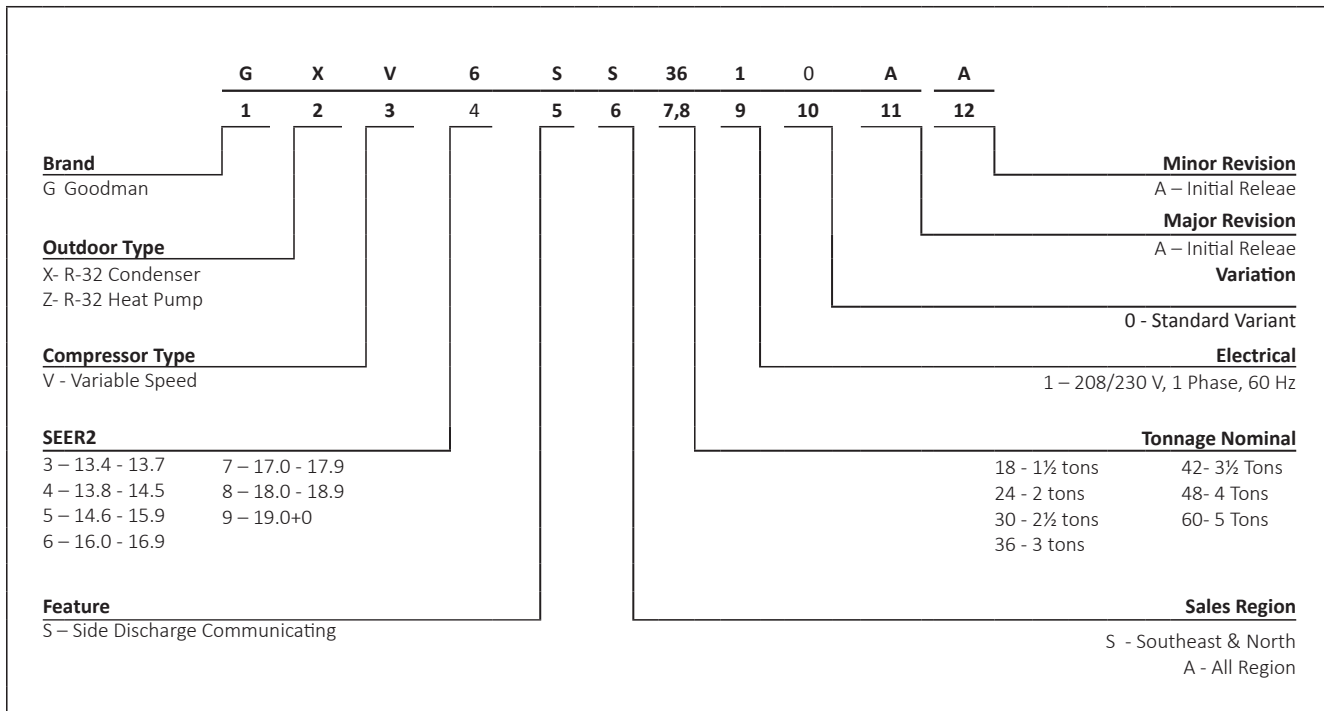 G X V 6 S S 36 1 0 A A
1 2 3 4 5 6 7,8 9 10 11 12
Brand
G Goodman
Outdoor Type
X- R-32 Condenser
Z- R-32 Heat Pump
Compressor Type
V - Variable Speed
SEER2
3 – 13.4 - 13.7
4 – 13.8 - 14.5
5 – 14.6 - 15.9
6 – 16.0 - 16.9
7 – 17.0 - 17.9
8 – 18.0 - 18.9
9 – 19.0+0
Feature
S – Side Discharge Communicating
Minor Revision
A – Initial Releae
Major Revision
A – Initial Releae
Variation
0 - Standard Variant
Electrical
1 – 208/230 V, 1 Phase, 60 Hz
Tonnage Nominal
18 - 1½ tons
24 - 2 tons
30 - 2½ tons
36 - 3 tons
42- 3½ Tons
48- 4 Tons
60- 5 Tons
Sales Region
S - Southeast & North
A - All Region